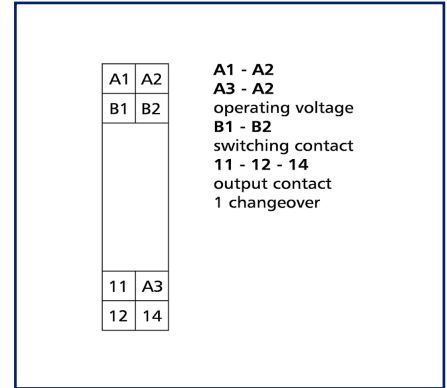 A1 A2
B1 B2
11 A3
12 14
A1 - A2
A3 - A2
operating voltage
B1 - B2
switching contact
11 - 12 - 14
output contact
1 changeover